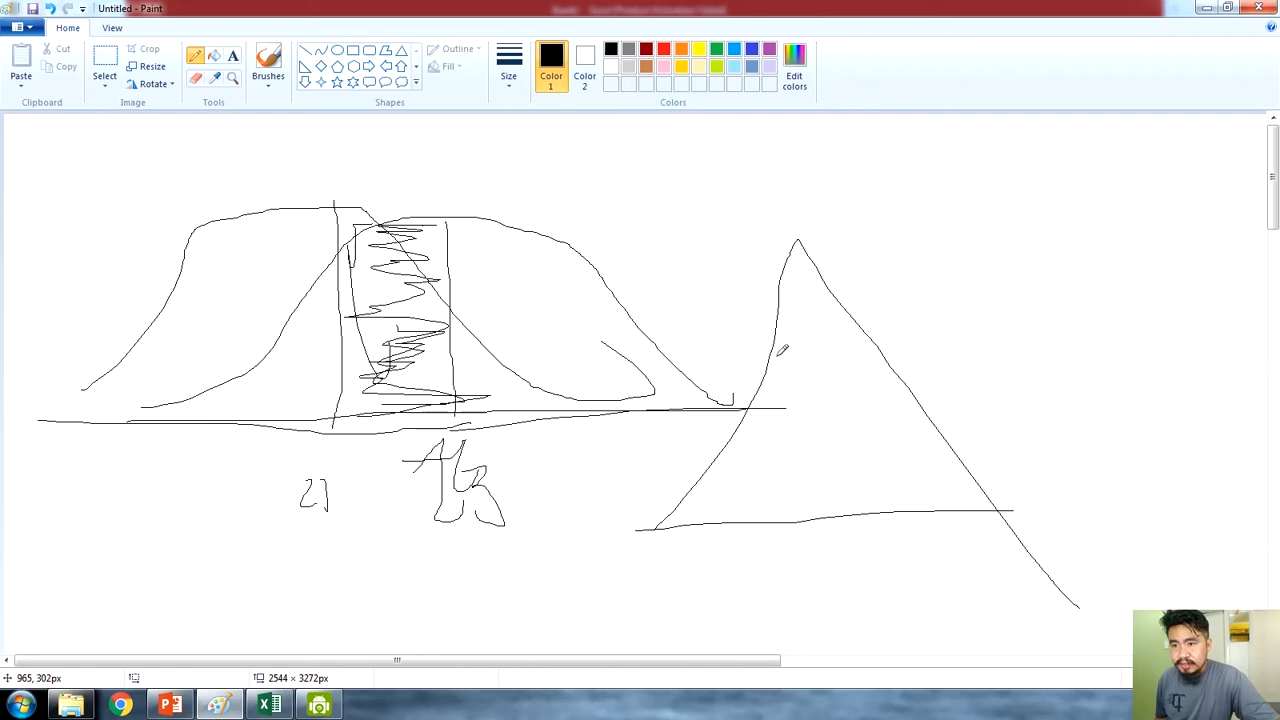 Untitled - Paint
Home
View
Paste
Cut
Copy
Clipboard
Select
Crop
Resize
Rotate
Image
A
Tools
Brushes
Shapes
Outline
Fill
Size
Color 1
Color 2
Edit colors
Colors
965, 302px
2544 × 3272px